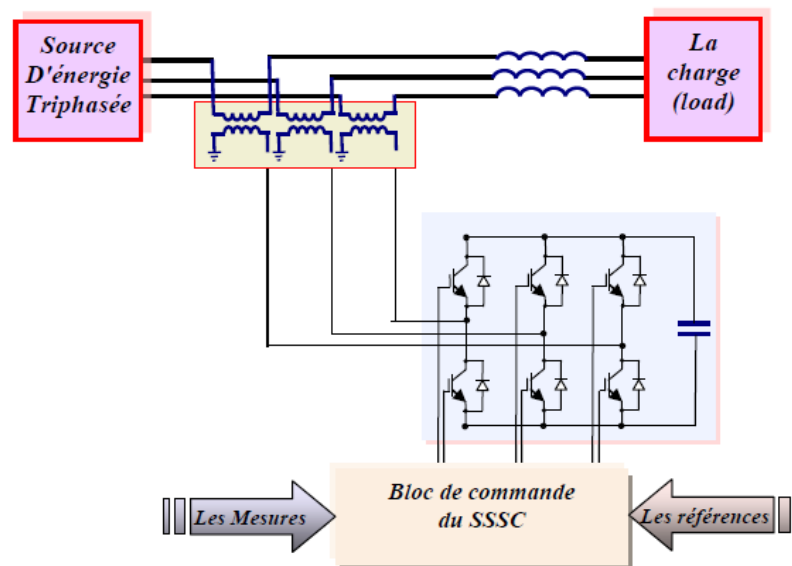 Source
D'énergie
Triphasée
La
charge
(load)
Bloc de commande
du SSSC
Les Mesures
Les références